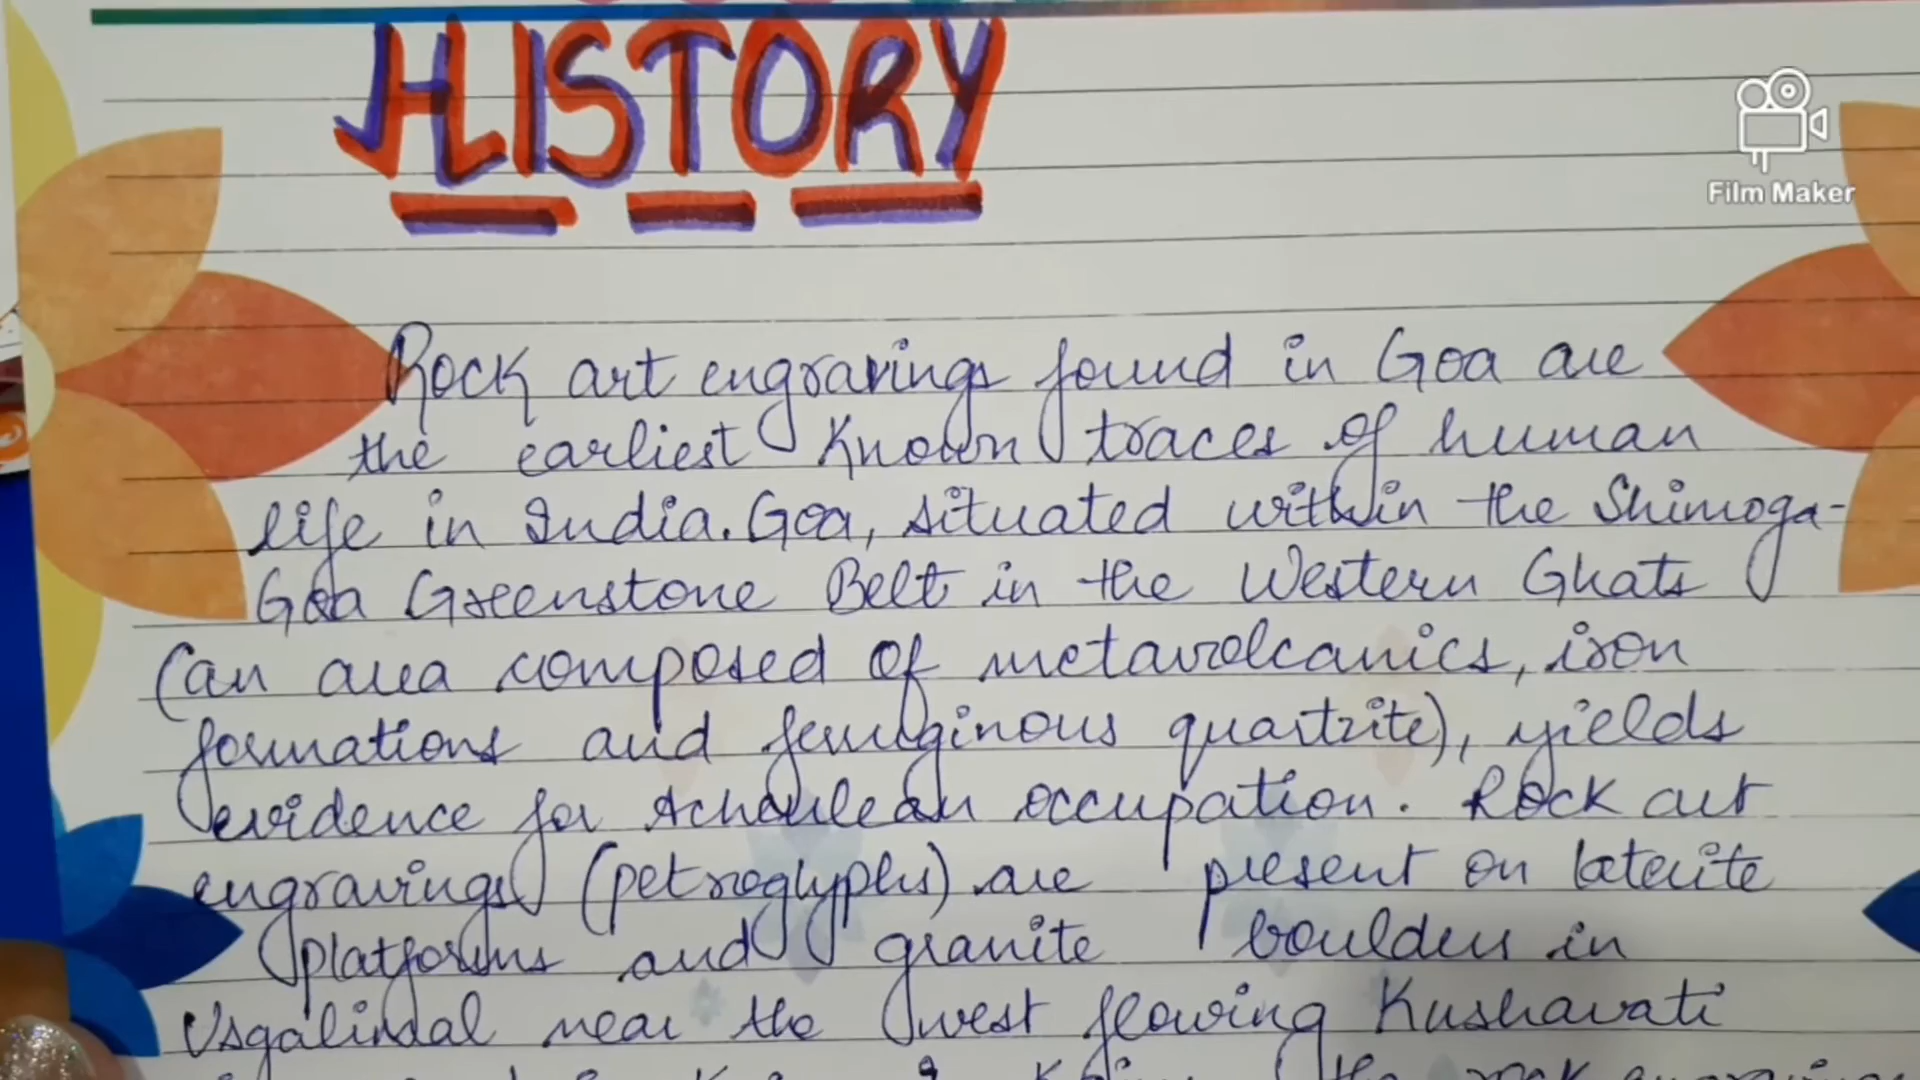 HISTORY
Film Maker
Rock art engravings found in Goa are
the earliest known traces of human
life in India. Goa, situated within the Shimoga-
Goa Greenstone Belt in the Western Ghats
(an area composed of metavolcanics, iron
formations and ferruginous quartzite), yields
evidence for Acheulean occupation. Rock art
engravings (petroglyphs) are present on laterite
platforms and granite boulders in
Usgalimal near the west flowing Kushavati